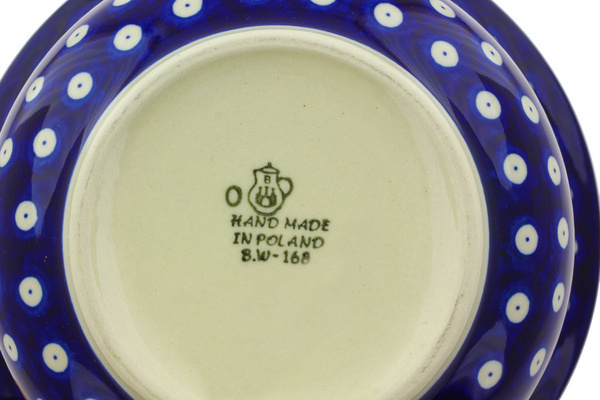 B
O
HAND MADE
IN POLAND
B.W-168